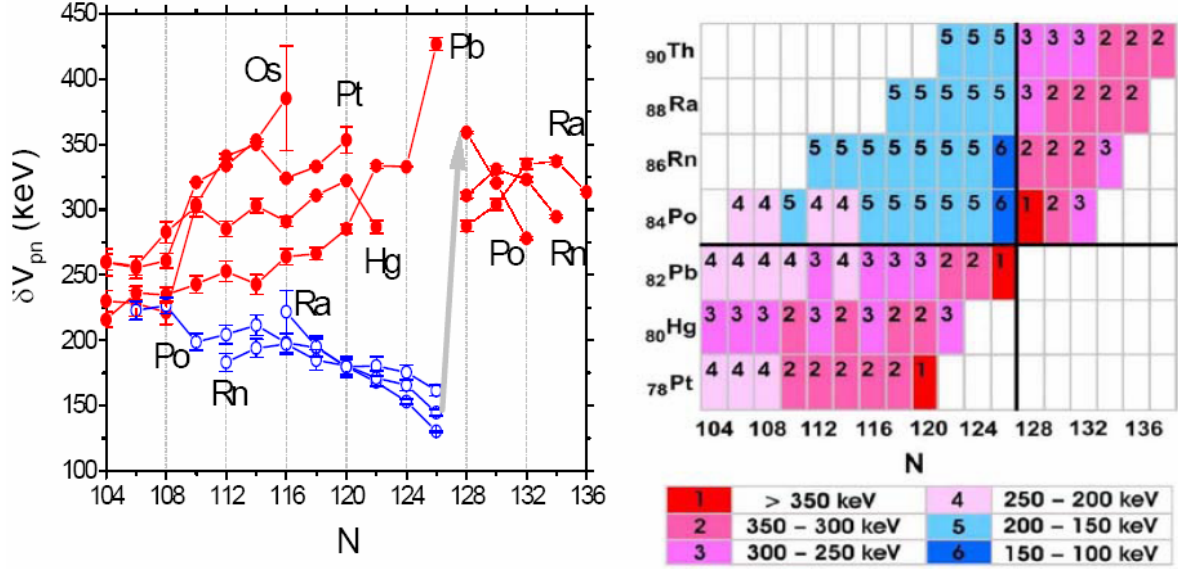 450
400
350
300
250
200
150
100
δVpn (keV)
Os
Pt
Pb
Ra
Hg
Po
Rn
Ra
Po
Rn
104 108 112 116 120 124 128 132 136
N
90Th 5 5 5 3 3 3 2 2 2
88Ra 5 5 5 5 5 3 2 2 2 2
86Rn 5 5 5 5 5 5 5 6 2 2 2 3
84Po 4 4 5 4 4 5 5 5 5 5 6 1 2 3
82Pb 4 4 4 4 3 4 3 3 3 2 2 1
80Hg 3 3 3 2 3 2 3 2 2 3
78Pt 4 4 4 2 2 2 2 2 1
104 108 112 116 120 124 128 132 136
N
1 > 350 keV 4 250 – 200 keV
2 350 – 300 keV 5 200 – 150 keV
3 300 – 250 keV 6 150 – 100 keV